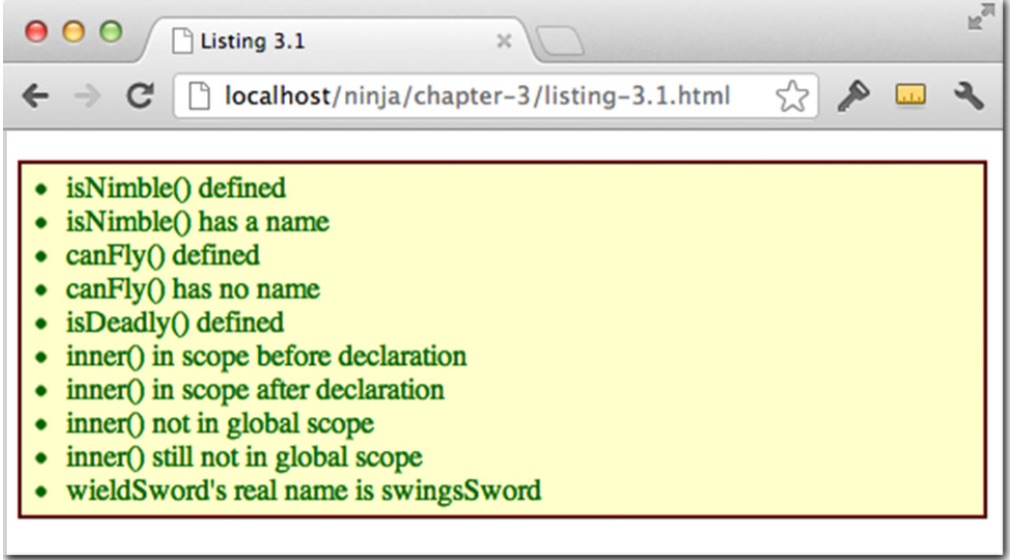 Listing 3.1
localhost/ninja/chapter-3/listing-3.1.html
isNimble() defined
isNimble() has a name
canFly() defined
canFly() has no name
isDeadly() defined
inner() in scope before declaration
inner() in scope after declaration
inner() not in global scope
inner() still not in global scope
wieldSword's real name is swingsSword